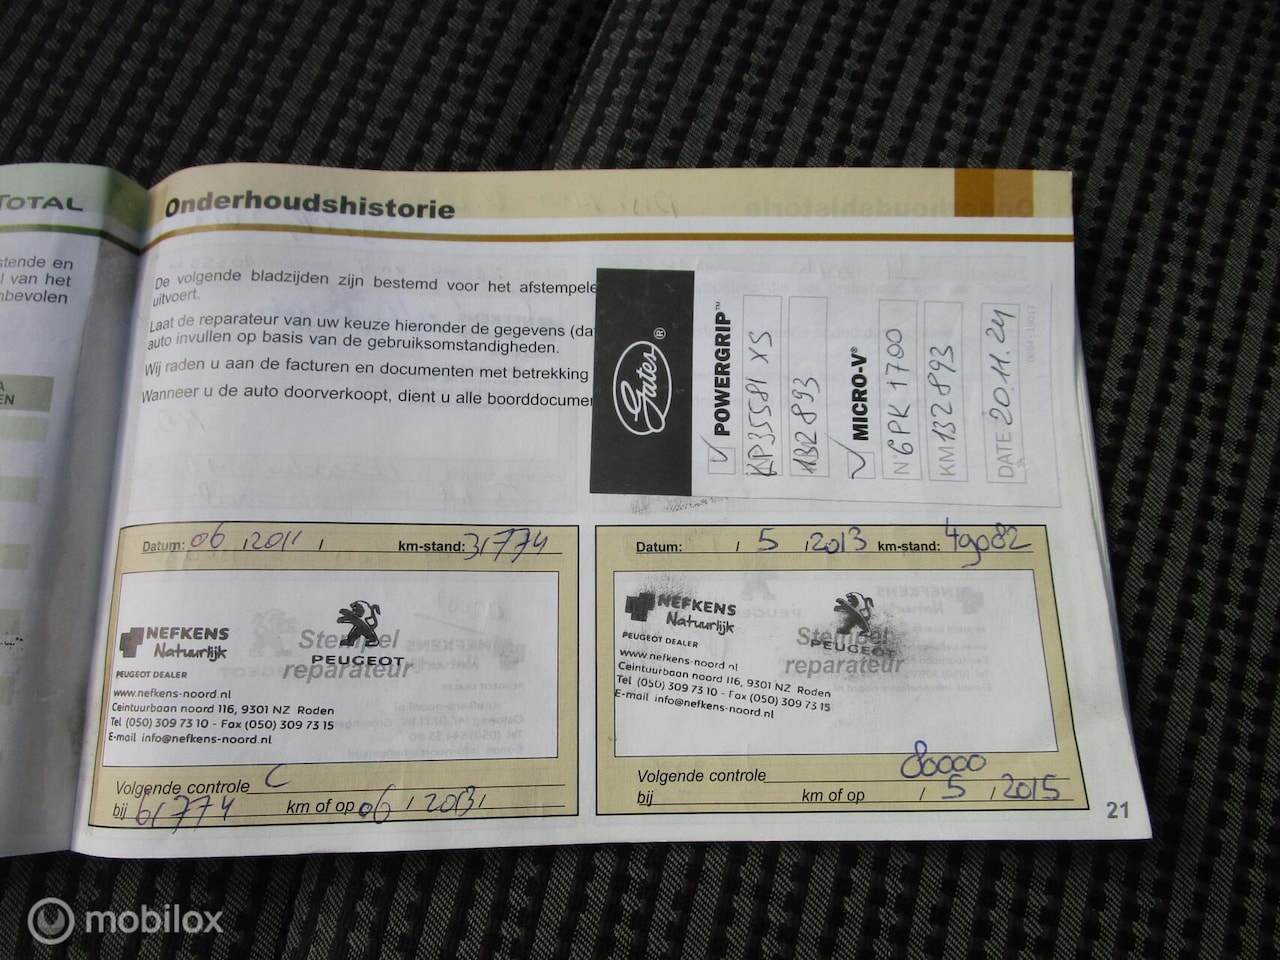 TOTAL
stende en
l van het
nbevolen
A
EN
Onderhoudshistorie
De volgende bladzijden zijn bestemd voor het afstempele
uitvoert.
Laat de reparateur van uw keuze hieronder de gegevens (da
auto invullen op basis van de gebruiksomstandigheden.
Wij raden u aan de facturen en documenten met betrekking
Wanneer u de auto doorverkoopt, dient u alle boorddocumen
Gates®
POWERGRIP™
KP35581 XS
132893
MICRO-V®
N° 6PK 1700
KM 132893
DATE 20.11.24
Datum: 06 / 2011 / km-stand: 31774
NEFKENS
Natuurlijk
PEUGEOT DEALER
Stempel
reparateur
PEUGEOT
www.nefkens-noord.nl
Ceintuurbaan noord 116, 9301 NZ Roden
Tel (050) 309 73 10 - Fax (050) 309 73 15
E-mail info@nefkens-noord.nl
Volgende controle C
bij 61774 km of op 06 / 2013 /
Datum: / 5 / 2013 km-stand: 49082
NEFKENS
Natuurlijk
PEUGEOT DEALER
Stempel
reparateur
PEUGEOT
www.nefkens-noord.nl
Ceintuurbaan noord 116, 9301 NZ Roden
Tel (050) 309 73 10 - Fax (050) 309 73 15
E-mail info@nefkens-noord.nl
Volgende controle 80000
bij km of op / 5 / 2015
21
mobilox